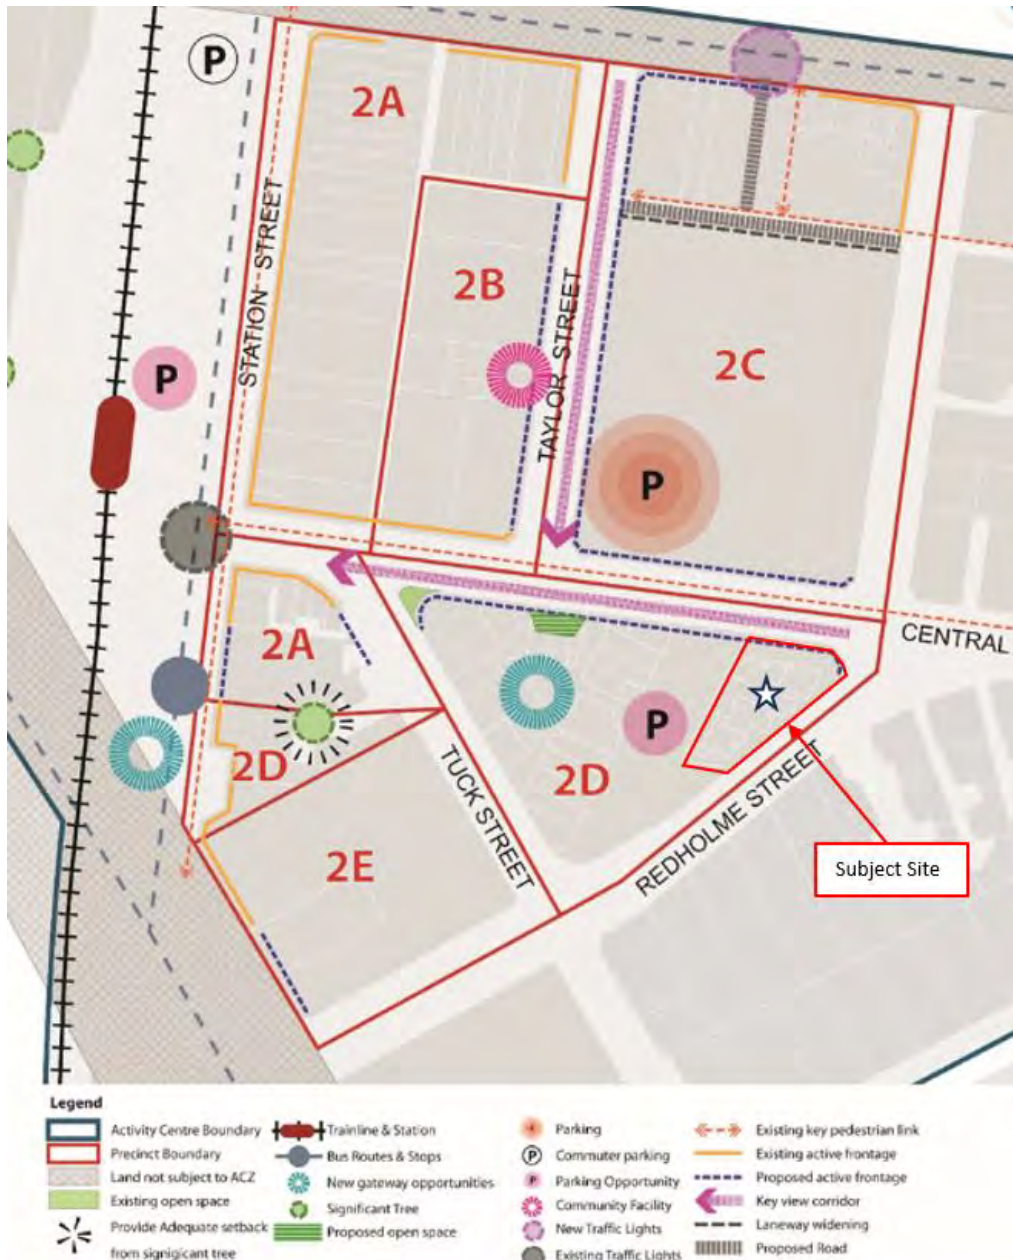 P
2A
STATION STREET
2B
TAYLOR STREET
2C
P
P
CENTRAL
2A
2D
TUCK STREET
P
2D
REDHOLME STREET
2E
Subject Site
Legend
Activity Centre Boundary
Precinct Boundary
Land not subject to ACZ
Existing open space
Provide Adequate setback
from signigicant tree
Trainline & Station
Bus Routes & Stops
New gateway opportunities
Significant Tree
Proposed open space
Parking
P Commuter parking
P Parking Opportunity
Community Facility
New Traffic Lights
Existing Traffic Lights
Existing key pedestrian link
Existing active frontage
Proposed active frontage
Key view corridor
Laneway widening
Proposed Road